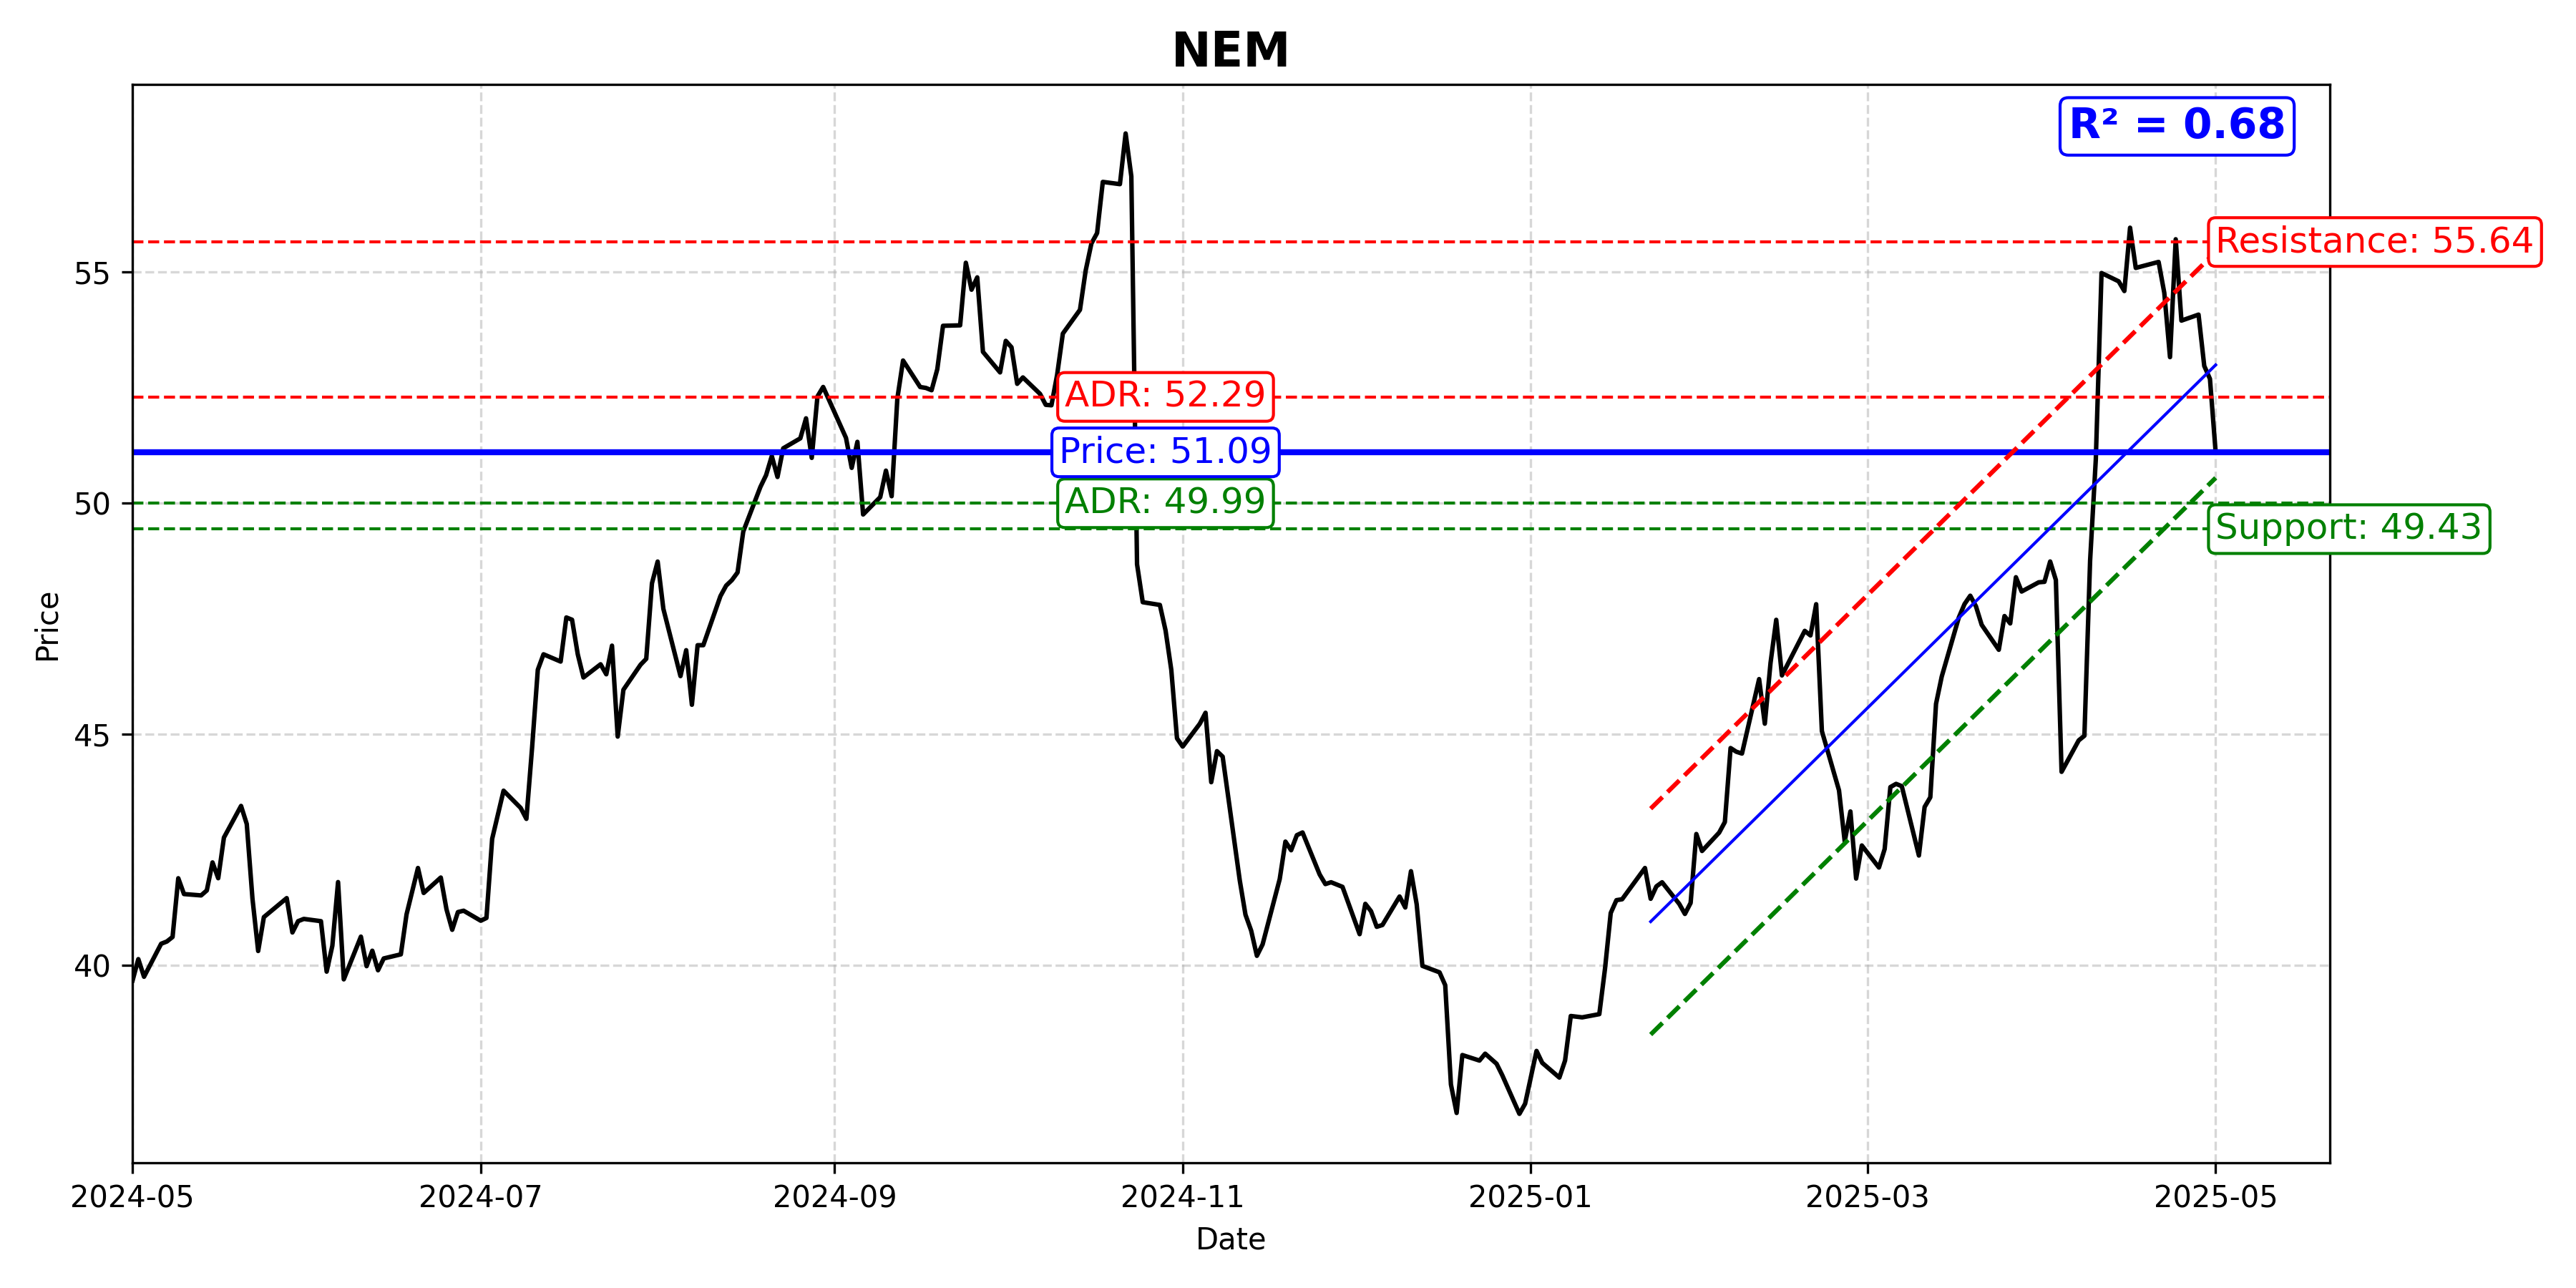 NEM
R² = 0.68
Resistance: 55.64
55
ADR: 52.29
Price: 51.09
ADR: 49.99
50
Support: 49.43
Price
45
40
2024-05
2024-07
2024-09
2024-11
2025-01
2025-03
2025-05
Date